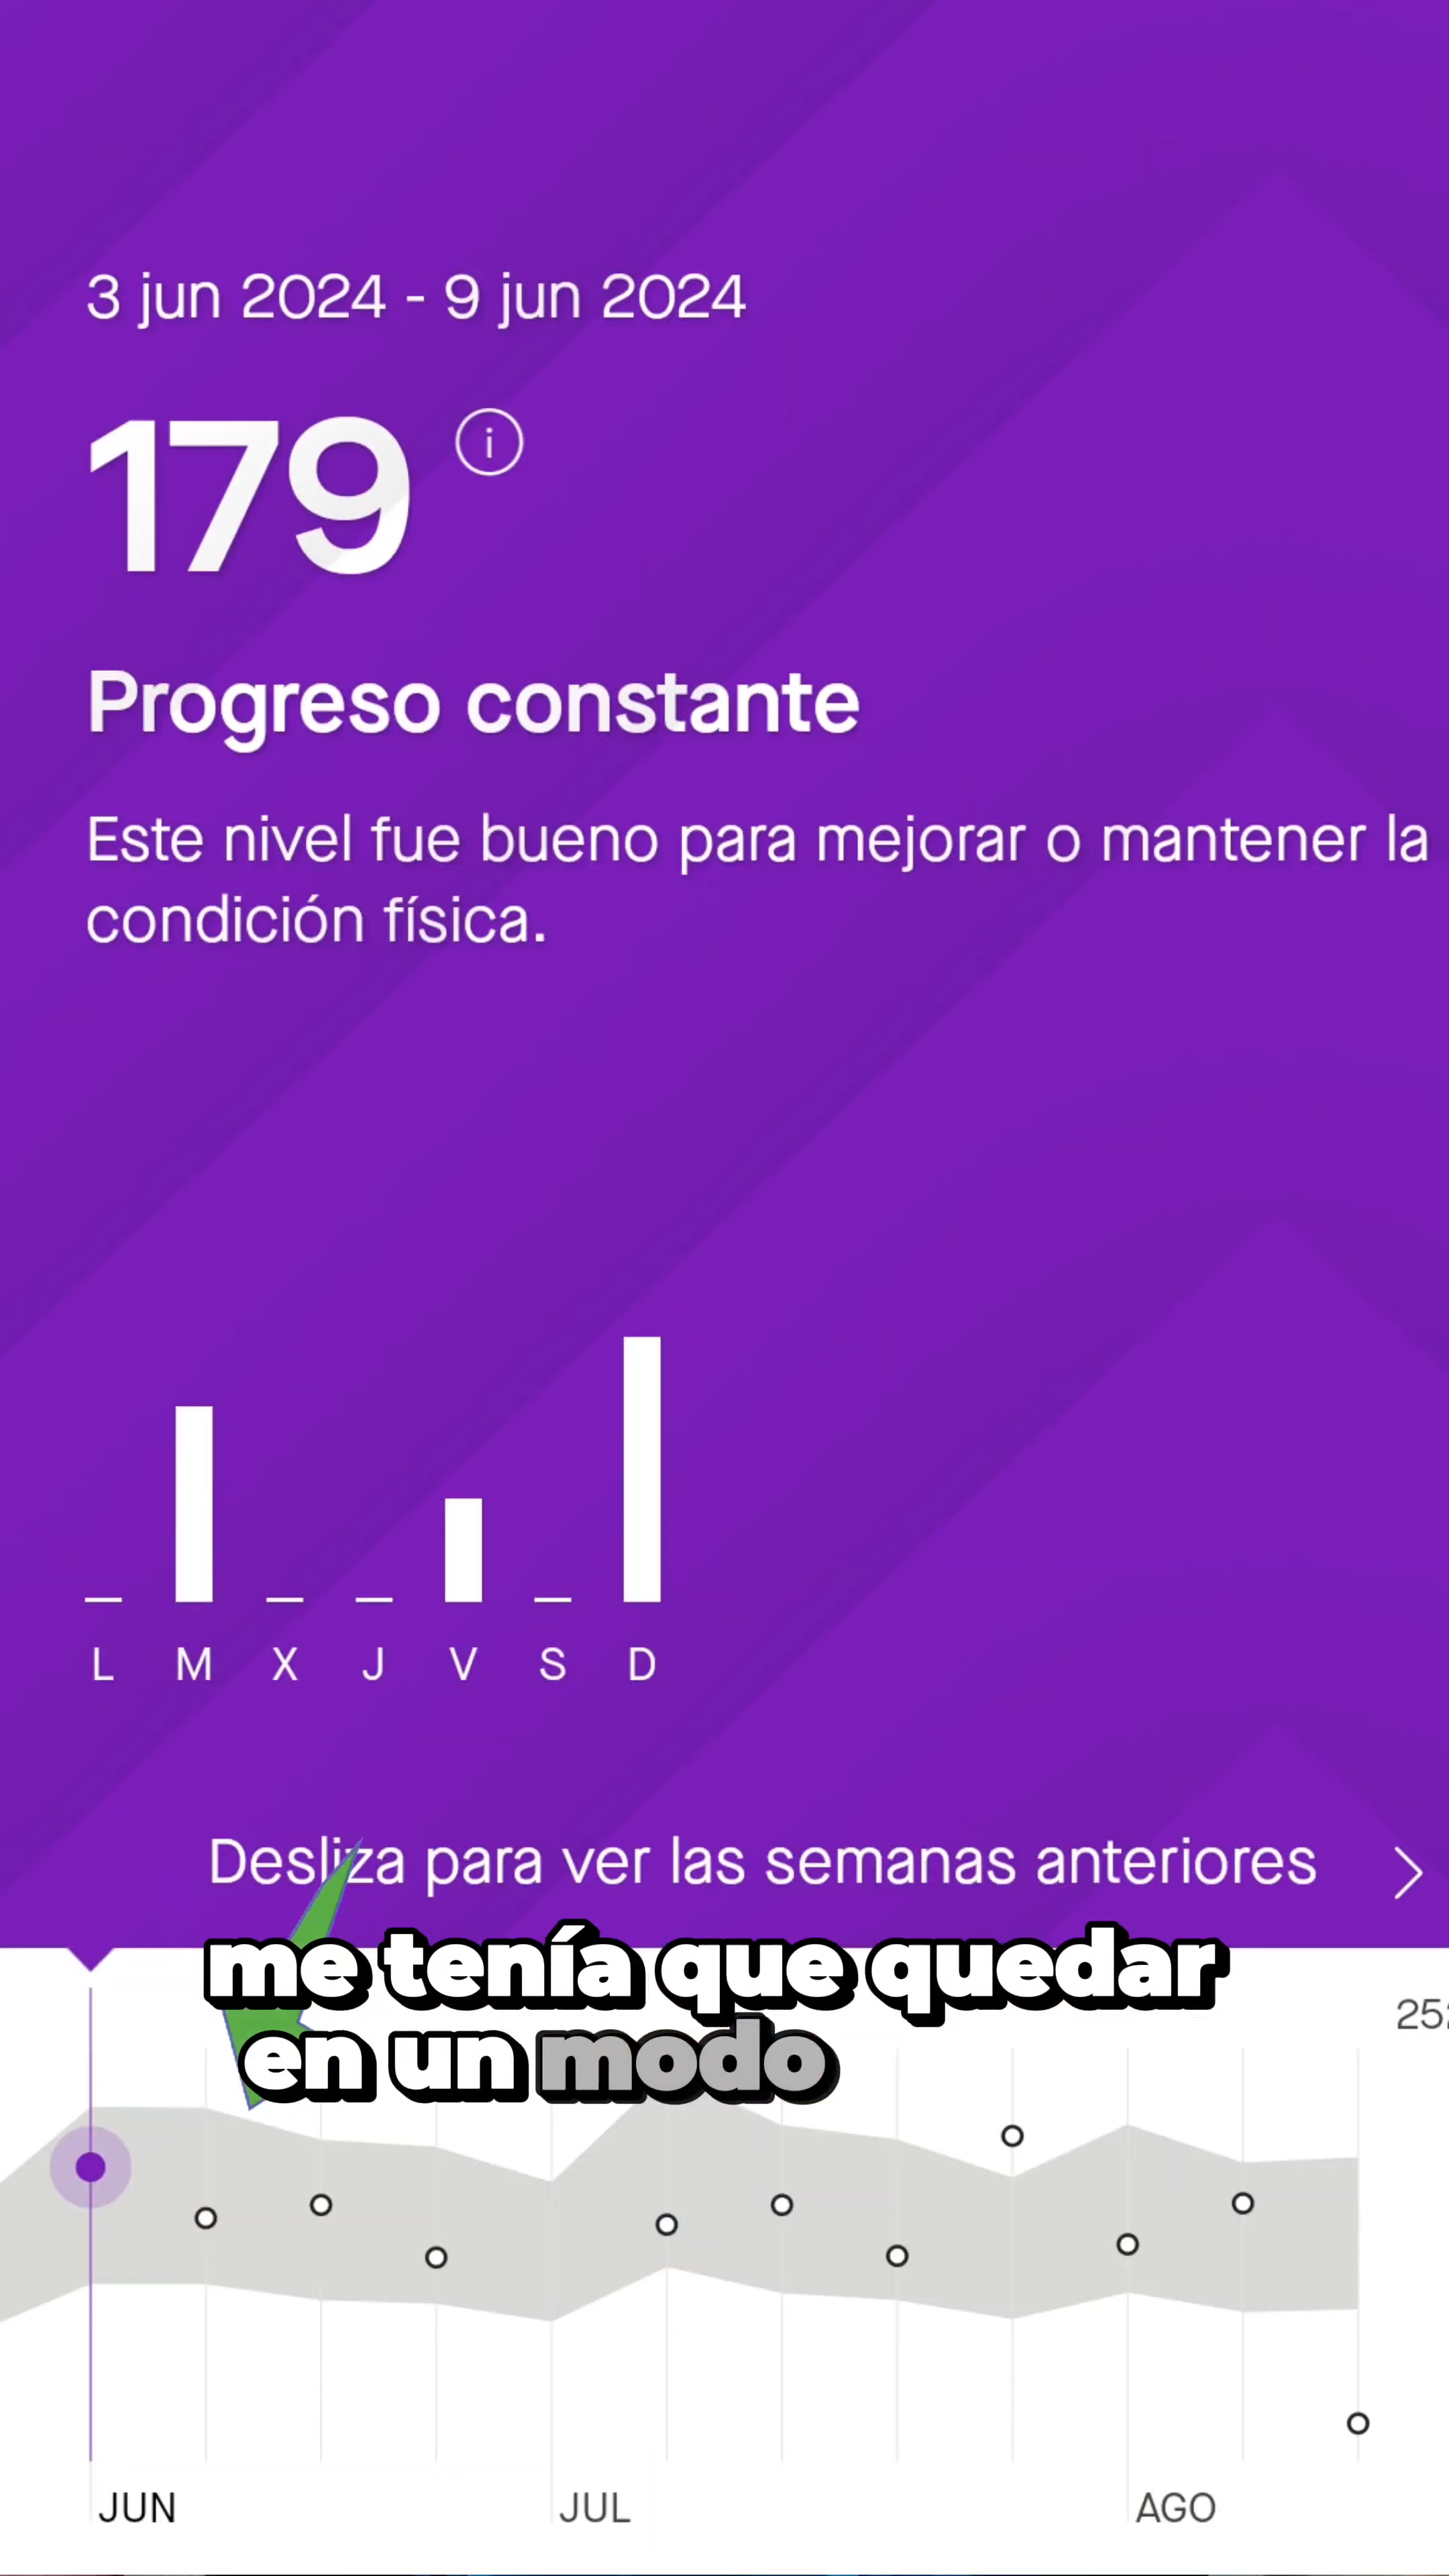 3 jun 2024 - 9 jun 2024
179 i
Progreso constante
Este nivel fue bueno para mejorar o mantener la
condición física.
L M X J V S D
Desliza para ver las semanas anteriores
me tenía que quedar
en un modo
JUN JUL AGO